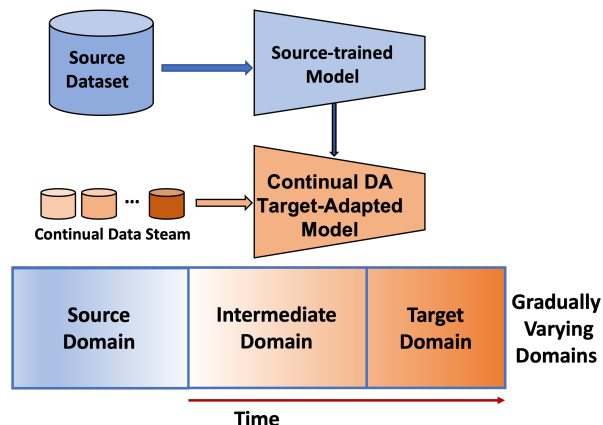 Source
Dataset
Source-trained
Model
Continual DA
Target-Adapted
Model
...
Continual Data Steam
Source
Domain
Intermediate
Domain
Target
Domain
Gradually
Varying
Domains
Time